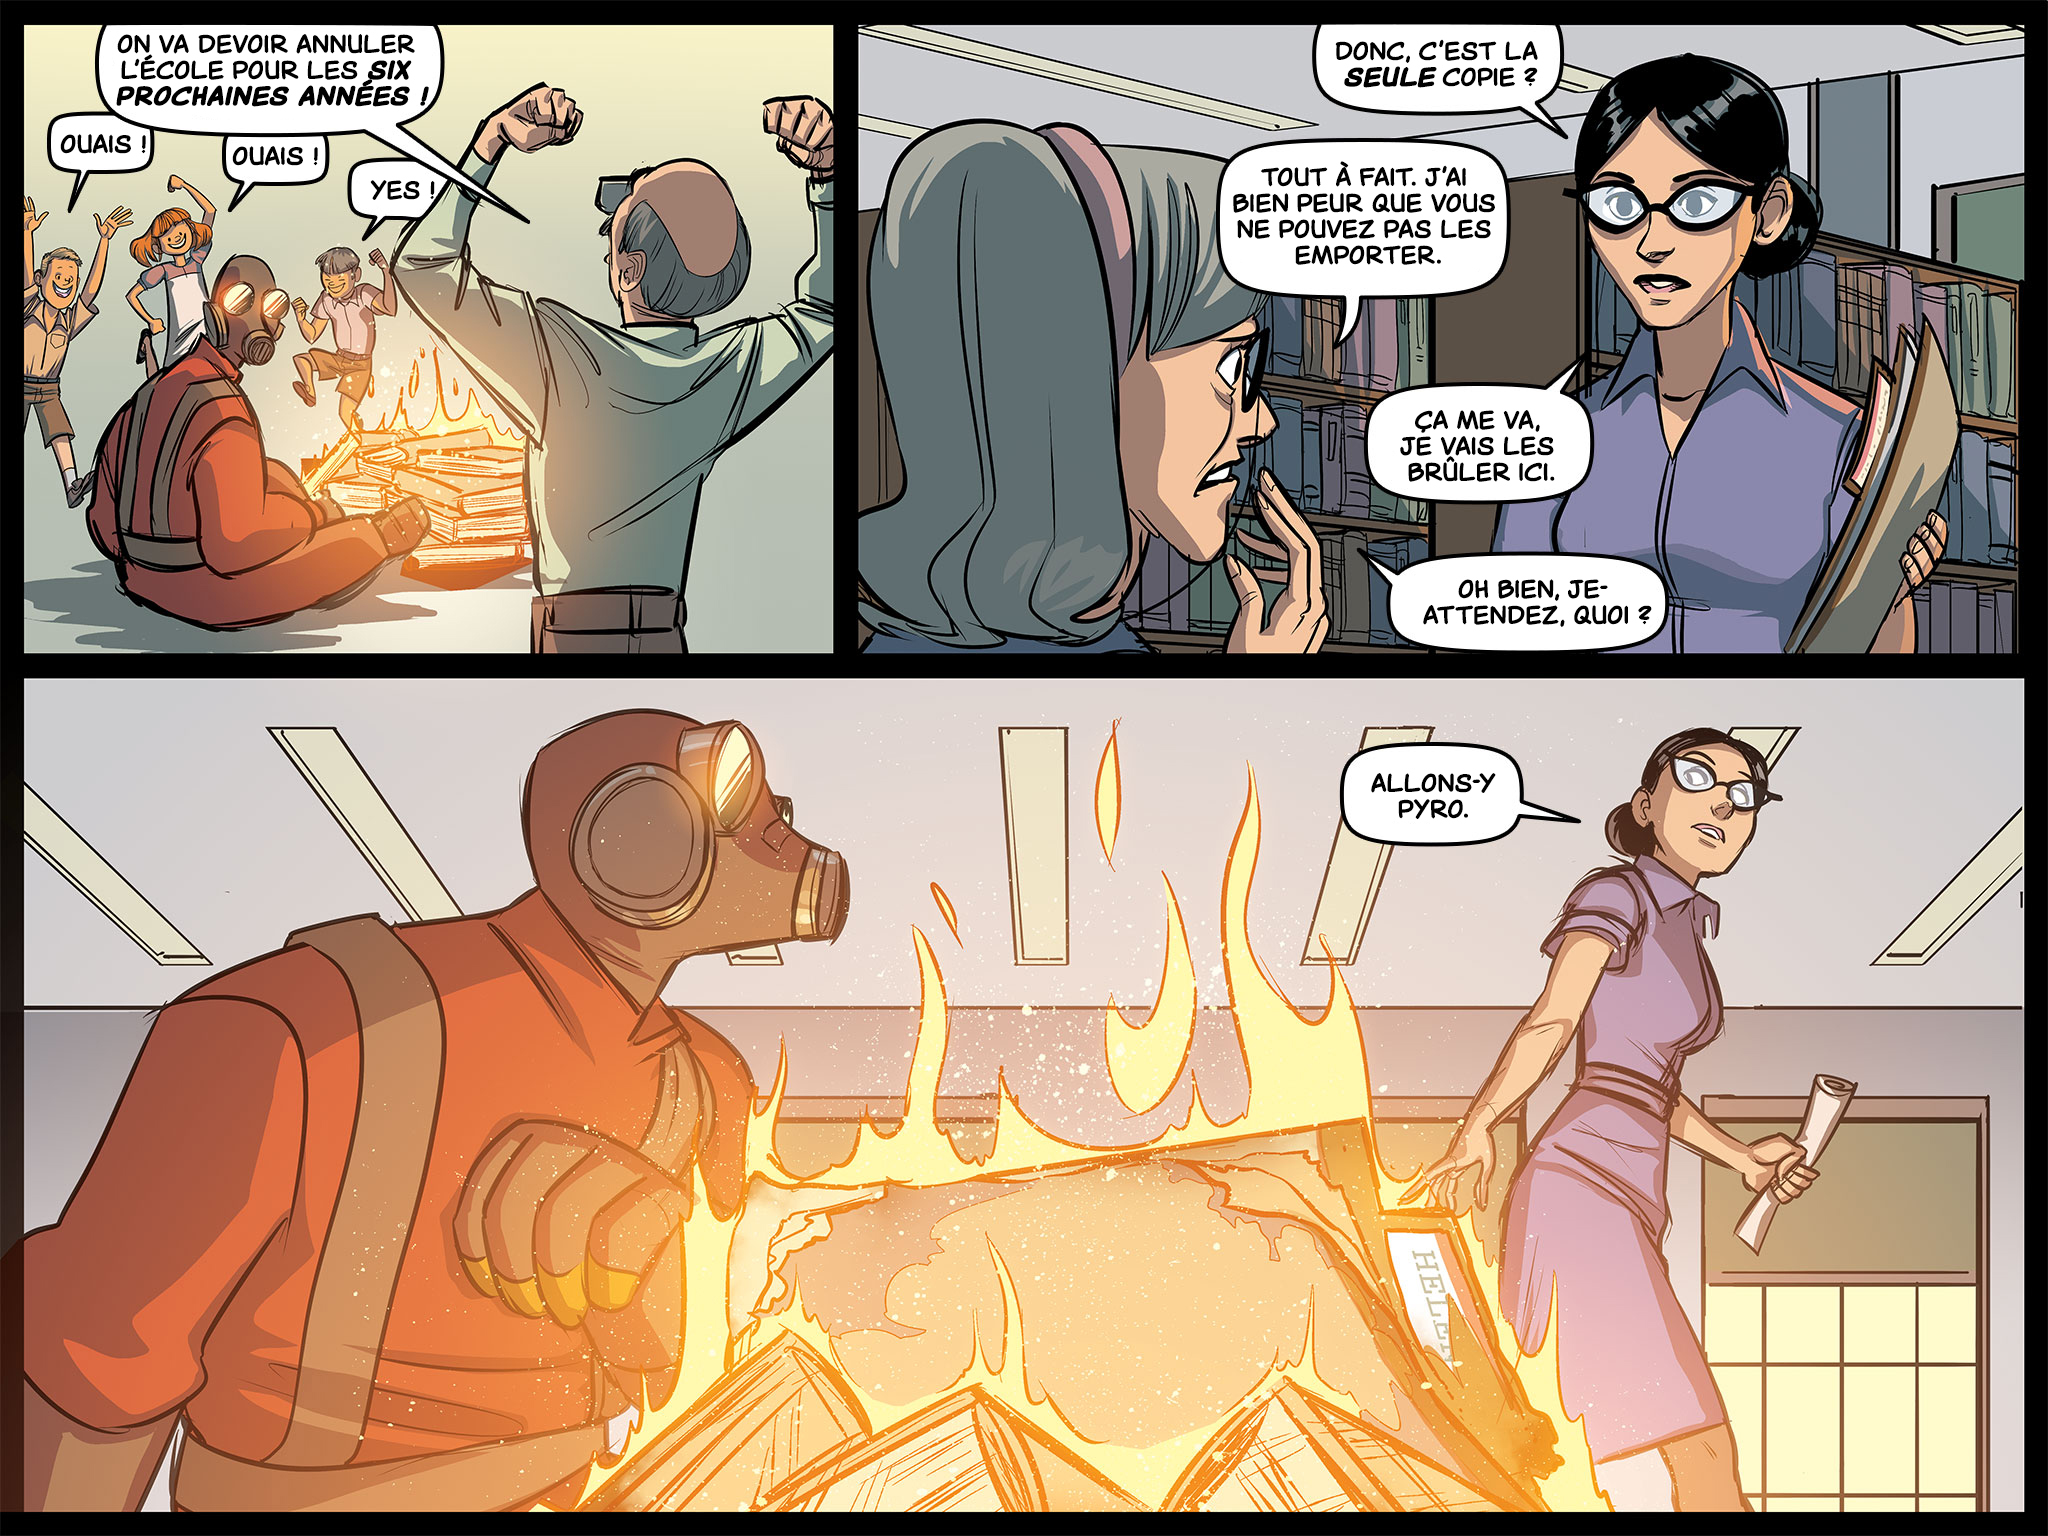 ON VA DEVOIR ANNULER
L'ÉCOLE POUR LES SIX
PROCHAINES ANNÉES !
OUAIS !
OUAIS !
YES !
DONC, C'EST LA
SEULE COPIE ?
TOUT À FAIT. J'AI
BIEN PEUR QUE VOUS
NE POUVEZ PAS LES
EMPORTER.
ÇA ME VA,
JE VAIS LES
BRÛLER ICI.
OH BIEN, JE-
ATTENDEZ, QUOI ?
ALLONS-Y
PYRO.